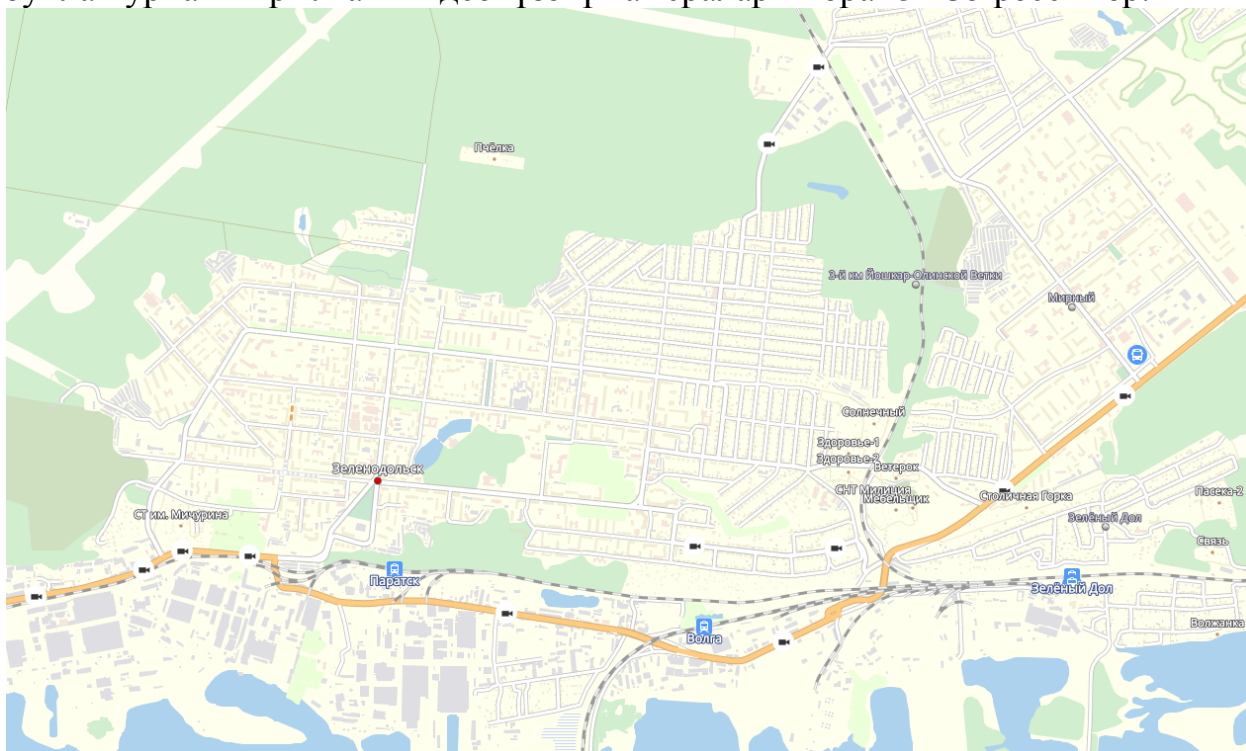 Пчёлка
3-й км Йошкар-Олинской Ветки
Мирный
Солнечный
Здоровье-1
Здоровье-2
Ветерок
Зеленодольск
СНТ Милиция
Мебельщик
Столичная Горка
Пасека-2
СТ им. Мичурина
Зелёный Дол
Связь
Паратск
Зелёный Дол
Волжанка
Волга